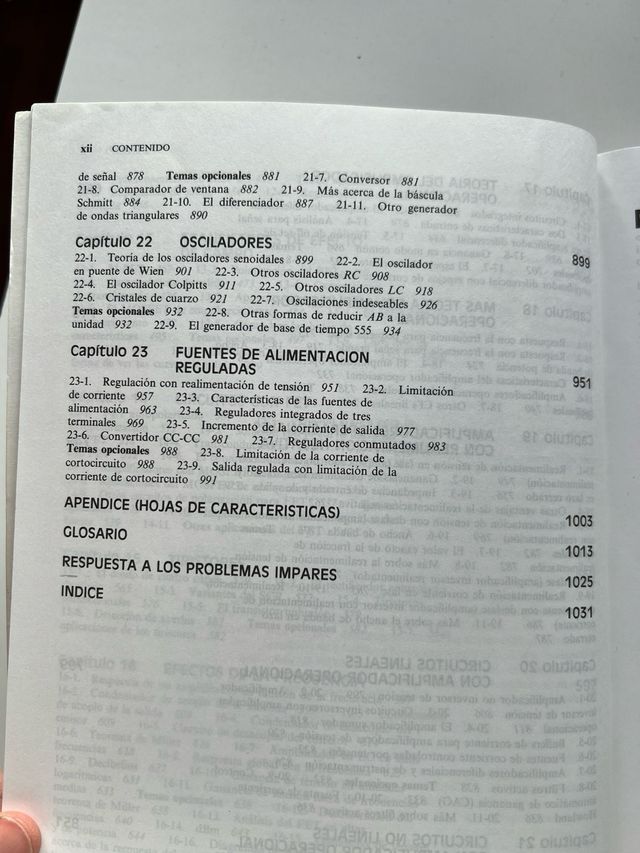 xii CONTENIDO
de señal 878 Temas opcionales 881 21-7. Conversor 881
21-8. Comparador de ventana 882 21-9. Más acerca de la báscula
Schmitt 884 21-10. El diferenciador 887 21-11. Otro generador
de ondas triangulares 890
Capítulo 22 OSCILADORES 899
22-1. Teoría de los osciladores senoidales 899 22-2. El oscilador
en puente de Wien 901 22-3. Otros osciladores RC 908
22-4. El oscilador Colpitts 911 22-5. Otros osciladores LC 918
22-6. Cristales de cuarzo 921 22-7. Oscilaciones indeseables 926
Temas opcionales 932 22-8. Otras formas de reducir AB a la
unidad 932 22-9. El generador de base de tiempo 555 934
Capítulo 23 FUENTES DE ALIMENTACION
REGULADAS 951
23-1. Regulación con realimentación de tensión 951 23-2. Limitación
de corriente 957 23-3. Características de las fuentes de
alimentación 963 23-4. Reguladores integrados de tres
terminales 969 23-5. Incremento de la corriente de salida 977
23-6. Convertidor CC-CC 981 23-7. Reguladores conmutados 983
Temas opcionales 988 23-8. Limitación de la corriente de
cortocircuito 988 23-9. Salida regulada con limitación de la
corriente de cortocircuito 991
APENDICE (HOJAS DE CARACTERISTICAS) 1003
GLOSARIO 1013
RESPUESTA A LOS PROBLEMAS IMPARES 1025
INDICE 1031